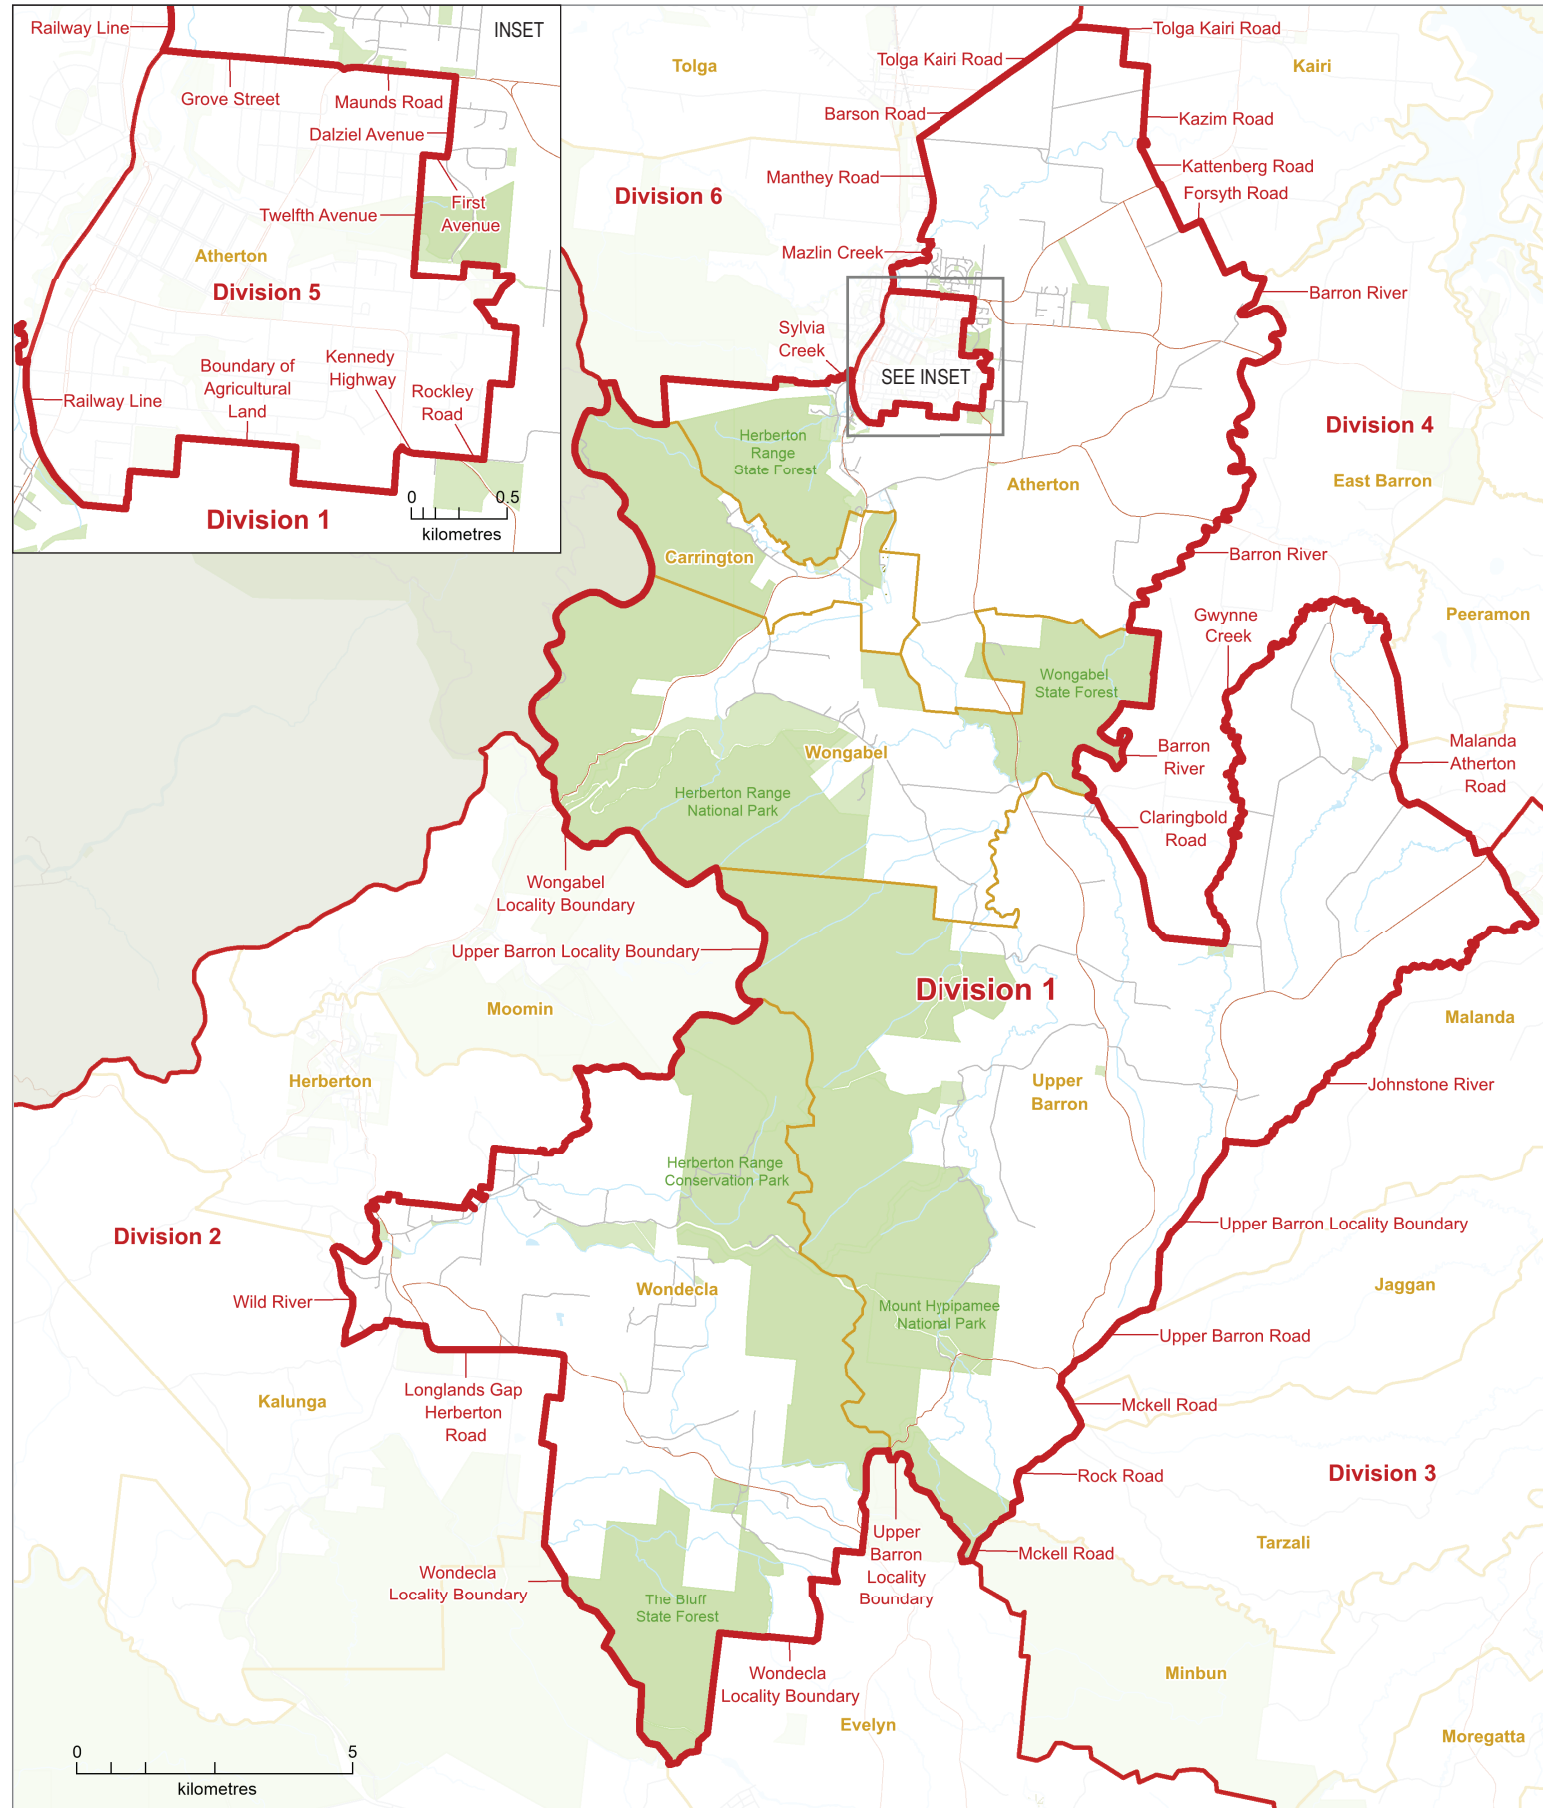 Railway Line
INSET
Grove Street
Maunds Road
Dalziel Avenue
First
Avenue
Twelfth Avenue
Atherton
Division 5
Boundary of
Agricultural
Land
Kennedy
Highway
Rockley
Road
Railway Line
Division 1
0 0.5
kilometres
Tolga
Tolga Kairi Road
Tolga Kairi Road
Kairi
Barson Road
Kazim Road
Manthey Road
Kattenberg Road
Forsyth Road
Division 6
Mazlin Creek
Barron River
Sylvia
Creek
SEE INSET
Division 4
Herberton
Range
State Forest
Atherton
East Barron
Carrington
Barron River
Gwynne
Creek
Peeramon
Wongabel
State Forest
Wongabel
Barron
River
Malanda
Atherton
Road
Herberton Range
National Park
Claringbold
Road
Wongabel
Locality Boundary
Upper Barron Locality Boundary
Division 1
Moomin
Malanda
Herberton
Upper
Barron
Johnstone River
Herberton Range
Conservation Park
Division 2
Upper Barron Locality Boundary
Wondecla
Jaggan
Wild River
Mount Hypipamee
National Park
Upper Barron Road
Longlands Gap
Herberton
Road
Kalunga
Mckell Road
Rock Road
Division 3
Upper
Barron
Locality
Boundary
Mckell Road
Tarzali
Wondecla
Locality Boundary
The Bluff
State Forest
Wondecla
Locality Boundary
Minbun
Evelyn
Moregatta
0 5
kilometres